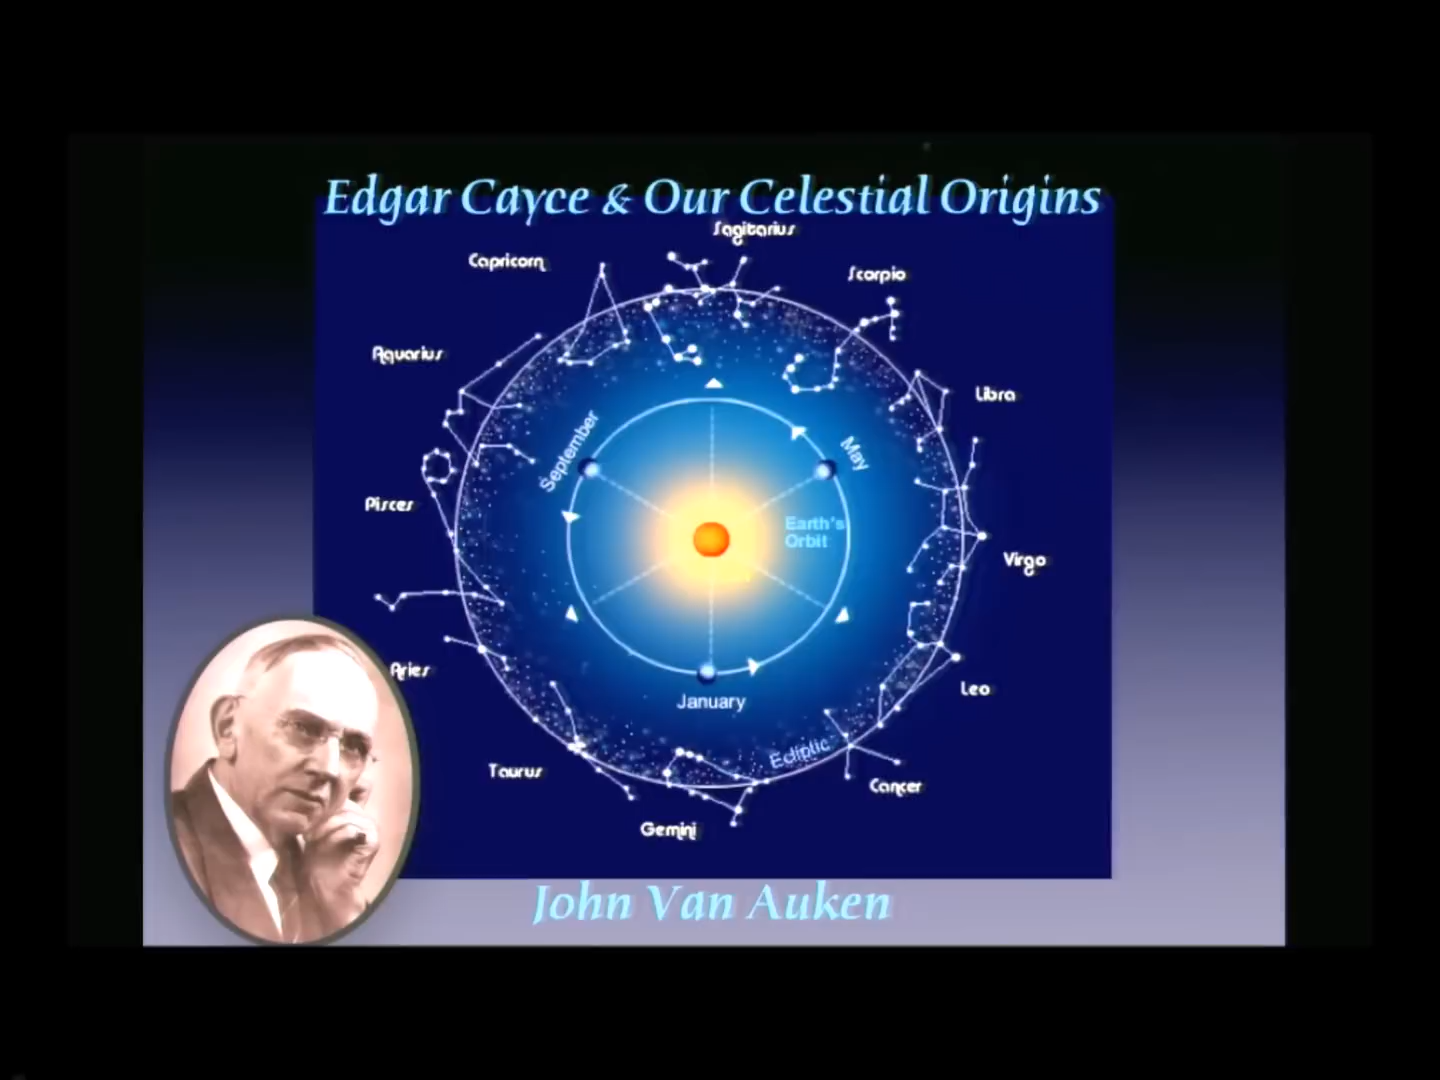 Edgar Cayce & Our Celestial Origins
Sagitarius
Capricorn
Scorpio
Aquarius
Libra
September
May
Pisces
Earth's
Orbit
Virgo
Aries
Leo
January
Ecliptic
Taurus
Cancer
Gemini
John Van Auken